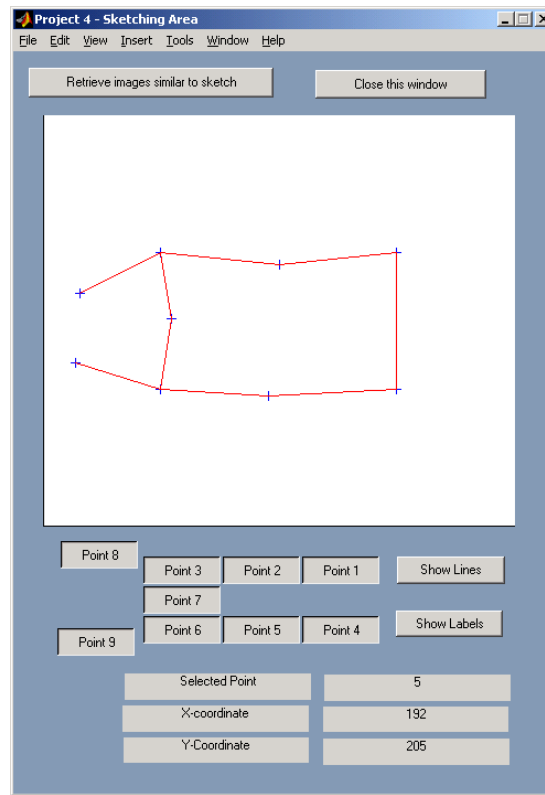 Project 4 - Sketching Area
File Edit View Insert Tools Window Help
Retrieve images similar to sketch
Close this window
Point 8
Point 3 Point 2 Point 1 Show Lines
Point 7
Point 9 Point 6 Point 5 Point 4 Show Labels
Selected Point 5
X-coordinate 192
Y-Coordinate 205